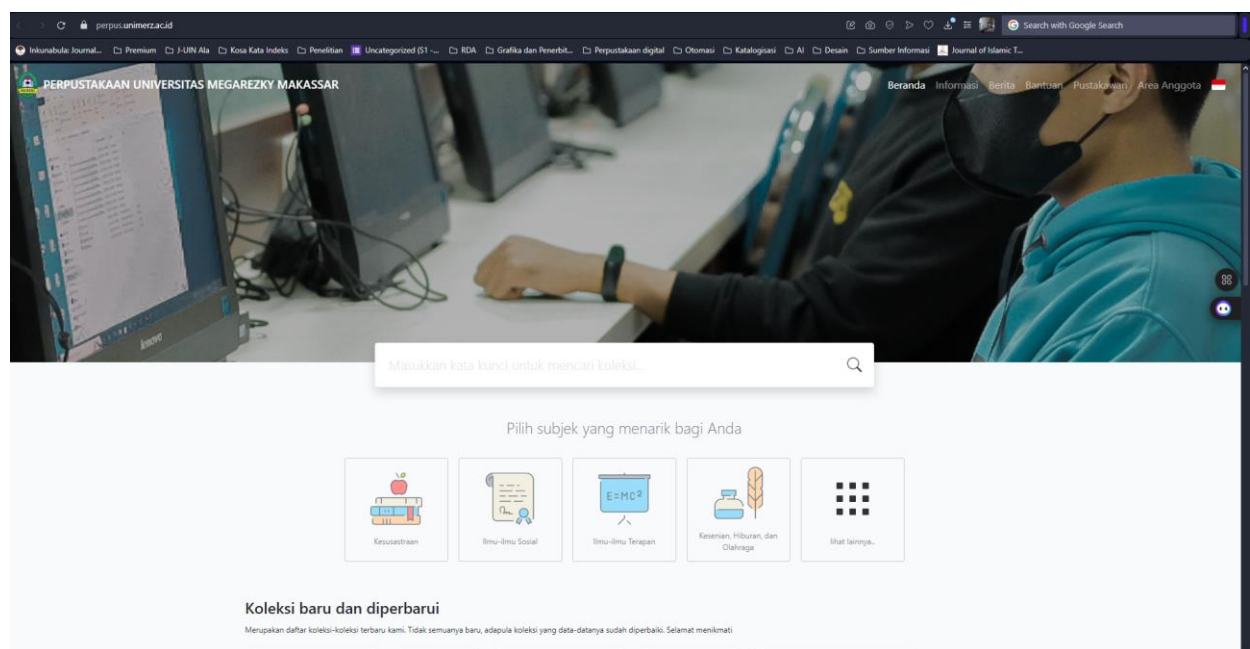 perpus.unimerz.ac.id
Search with Google Search
Inkunabula: Journal...
Premium
J-UIN Ala
Kosa Kata Indeks
Penelitian
Uncategorized (S1 -...
RDA
Grafika dan Penerbit...
Perpustakaan digital
Otomasi
Katalogisasi
AI
Desain
Sumber Informasi
Journal of Islamic T...
PERPUSTAKAAN UNIVERSITAS MEGAREZKY MAKASSAR
Beranda
Informasi
Berita
Bantuan
Pustakawan
Area Anggota
lenovo
Masukkan kata kunci untuk mencari koleksi...
Pilih subjek yang menarik bagi Anda
E=MC²
Kesusastraan
Ilmu-ilmu Sosial
Ilmu-ilmu Terapan
Kesenian, Hiburan, dan
Olahraga
lihat lainnya..
Koleksi baru dan diperbarui
Merupakan daftar koleksi-koleksi terbaru kami. Tidak semuanya baru, adapula koleksi yang data-datanya sudah diperbaiki. Selamat menikmati